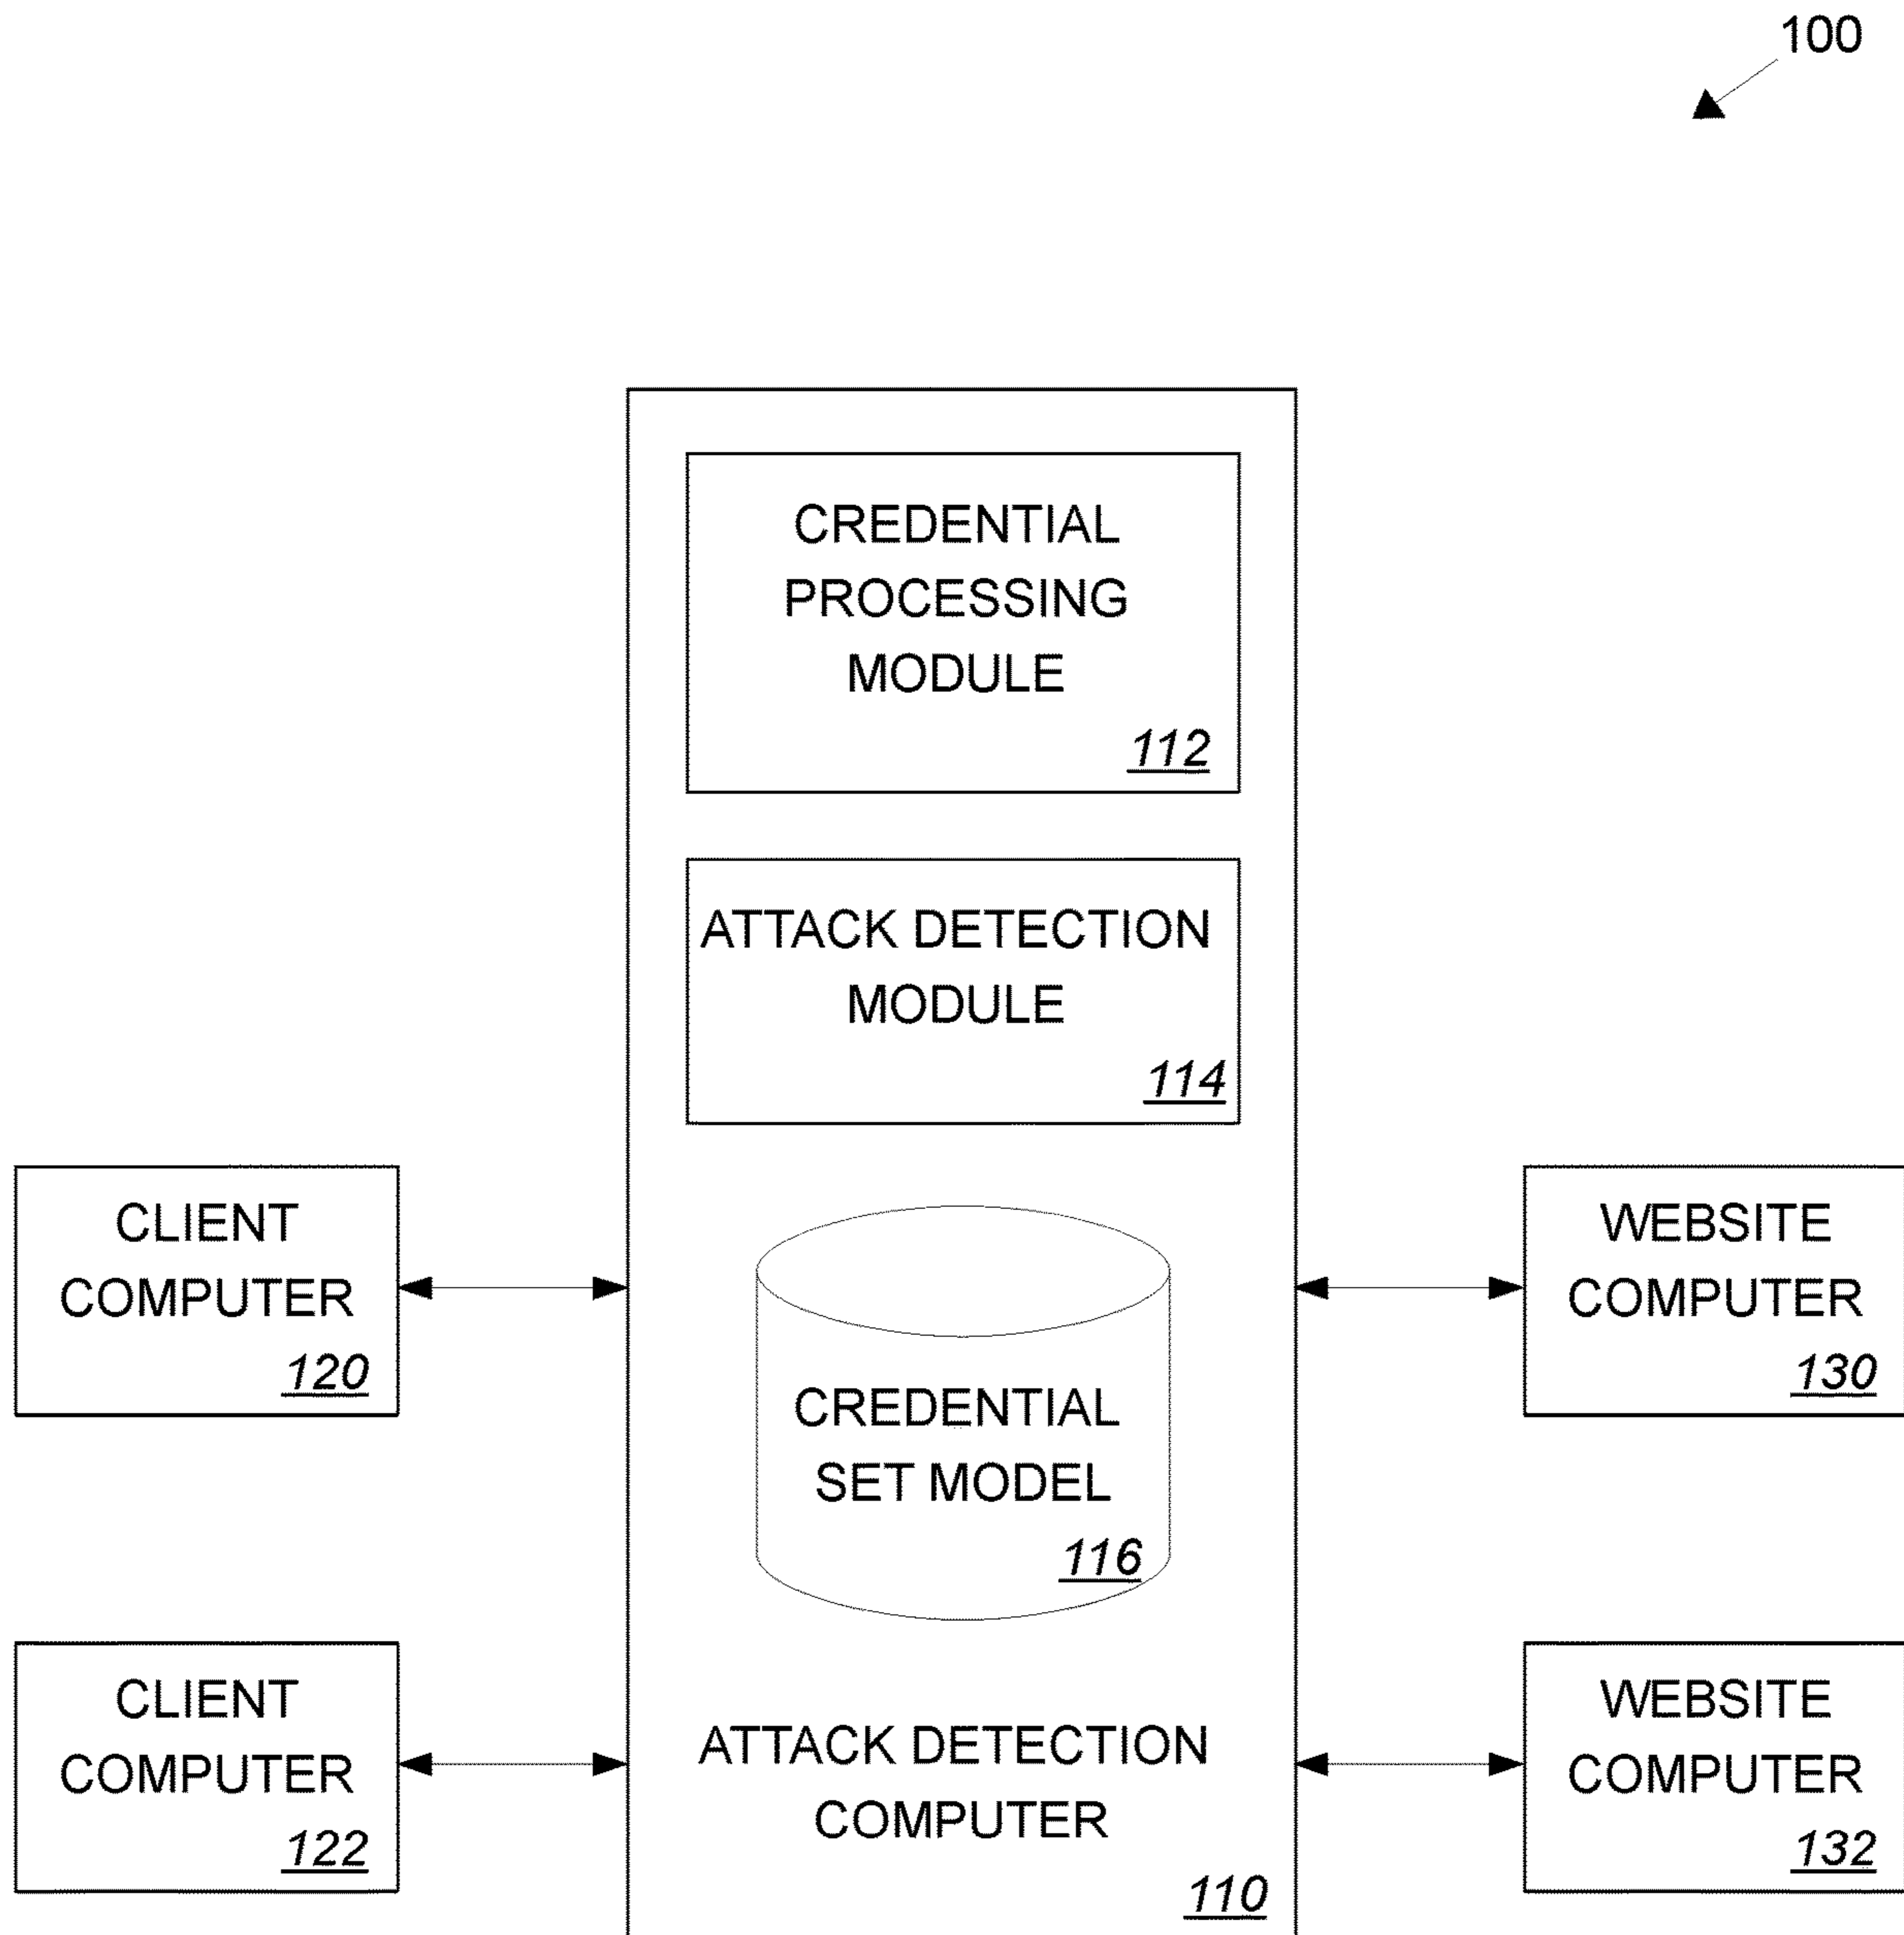 100
CREDENTIAL
PROCESSING
MODULE
112
ATTACK DETECTION
MODULE
114
CLIENT
COMPUTER
120
CREDENTIAL
SET MODEL
116
WEBSITE
COMPUTER
130
CLIENT
COMPUTER
122
ATTACK DETECTION
COMPUTER
110
WEBSITE
COMPUTER
132